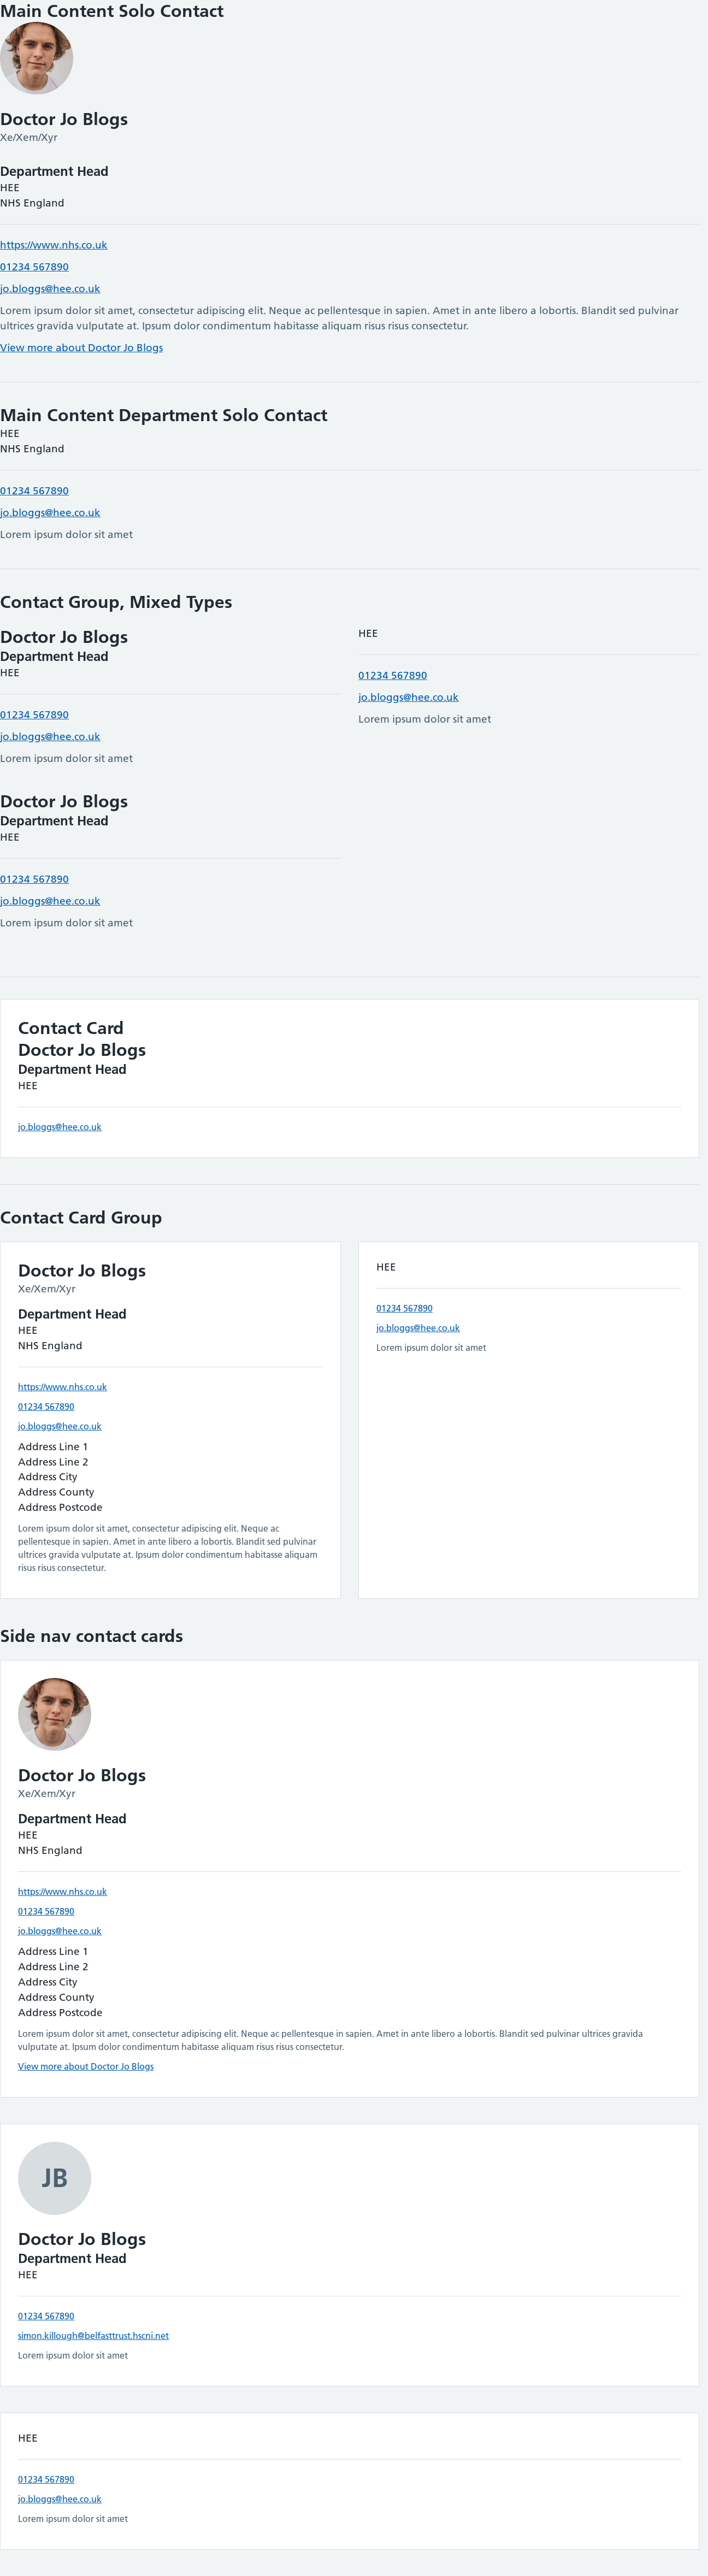 Main Content Solo Contact
Doctor Jo Blogs
Xe/Xem/Xyr
Department Head
HEE
NHS England
https://www.nhs.co.uk
01234 567890
jo.bloggs@hee.co.uk
Lorem ipsum dolor sit amet, consectetur adipiscing elit. Neque ac pellentesque in sapien. Amet in ante libero a lobortis. Blandit sed pulvinar
ultrices gravida vulputate at. Ipsum dolor condimentum habitasse aliquam risus risus consectetur.
View more about Doctor Jo Blogs
Main Content Department Solo Contact
HEE
NHS England
01234 567890
jo.bloggs@hee.co.uk
Lorem ipsum dolor sit amet
Contact Group, Mixed Types
Doctor Jo Blogs
Department Head
HEE
01234 567890
jo.bloggs@hee.co.uk
Lorem ipsum dolor sit amet
HEE
01234 567890
jo.bloggs@hee.co.uk
Lorem ipsum dolor sit amet
Doctor Jo Blogs
Department Head
HEE
01234 567890
jo.bloggs@hee.co.uk
Lorem ipsum dolor sit amet
Contact Card
Doctor Jo Blogs
Department Head
HEE
jo.bloggs@hee.co.uk
Contact Card Group
Doctor Jo Blogs
Xe/Xem/Xyr
Department Head
HEE
NHS England
https://www.nhs.co.uk
01234 567890
jo.bloggs@hee.co.uk
Address Line 1
Address Line 2
Address City
Address County
Address Postcode
Lorem ipsum dolor sit amet, consectetur adipiscing elit. Neque ac
pellentesque in sapien. Amet in ante libero a lobortis. Blandit sed pulvinar
ultrices gravida vulputate at. Ipsum dolor condimentum habitasse aliquam
risus risus consectetur.
HEE
01234 567890
jo.bloggs@hee.co.uk
Lorem ipsum dolor sit amet
Side nav contact cards
Doctor Jo Blogs
Xe/Xem/Xyr
Department Head
HEE
NHS England
https://www.nhs.co.uk
01234 567890
jo.bloggs@hee.co.uk
Address Line 1
Address Line 2
Address City
Address County
Address Postcode
Lorem ipsum dolor sit amet, consectetur adipiscing elit. Neque ac pellentesque in sapien. Amet in ante libero a lobortis. Blandit sed pulvinar ultrices gravida
vulputate at. Ipsum dolor condimentum habitasse aliquam risus risus consectetur.
View more about Doctor Jo Blogs
JB
Doctor Jo Blogs
Department Head
HEE
01234 567890
simon.killough@belfasttrust.hscni.net
Lorem ipsum dolor sit amet
HEE
01234 567890
jo.bloggs@hee.co.uk
Lorem ipsum dolor sit amet